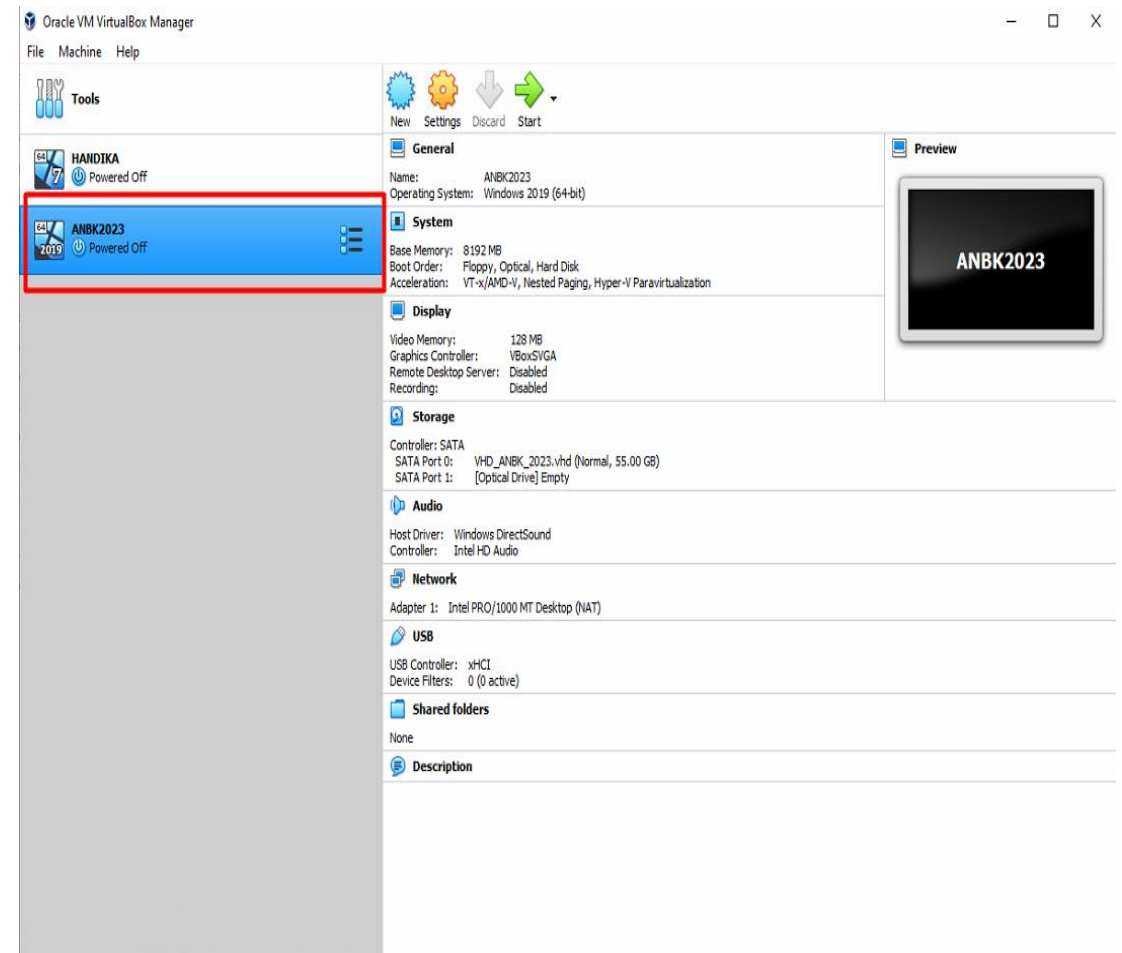 Oracle VM VirtualBox Manager
File Machine Help
Tools
New Settings Discard Start
64
7
HANDIKA
Powered Off
64
2019
ANBK2023
Powered Off
General
Name: ANBK2023
Operating System: Windows 2019 (64-bit)
System
Base Memory: 8192 MB
Boot Order: Floppy, Optical, Hard Disk
Acceleration: VT-x/AMD-V, Nested Paging, Hyper-V Paravirtualization
Display
Video Memory: 128 MB
Graphics Controller: VBoxSVGA
Remote Desktop Server: Disabled
Recording: Disabled
Storage
Controller: SATA
SATA Port 0: VHD_ANBK_2023.vhd (Normal, 55.00 GB)
SATA Port 1: [Optical Drive] Empty
Audio
Host Driver: Windows DirectSound
Controller: Intel HD Audio
Network
Adapter 1: Intel PRO/1000 MT Desktop (NAT)
USB
USB Controller: xHCI
Device Filters: 0 (0 active)
Shared folders
None
Description
Preview
ANBK2023